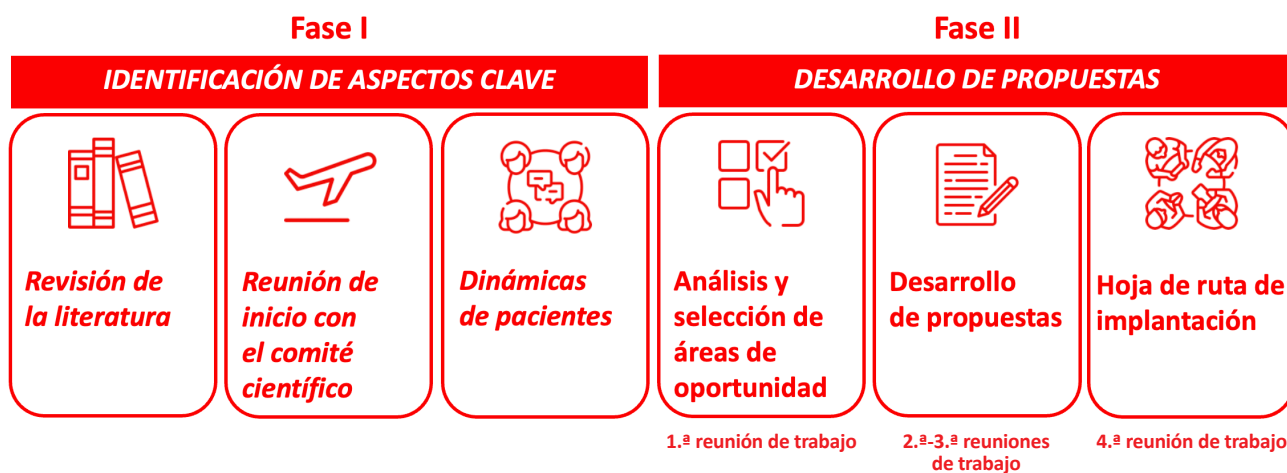 Fase I
IDENTIFICACIÓN DE ASPECTOS CLAVE
Revisión de
la literatura
Reunión de
inicio con
el comité
científico
Dinámicas
de pacientes
Fase II
DESARROLLO DE PROPUESTAS
Análisis y
selección de
áreas de
oportunidad
1.ª reunión de trabajo
Desarrollo
de propuestas
2.ª-3.ª reuniones
de trabajo
Hoja de ruta de
implantación
4.ª reunión de trabajo